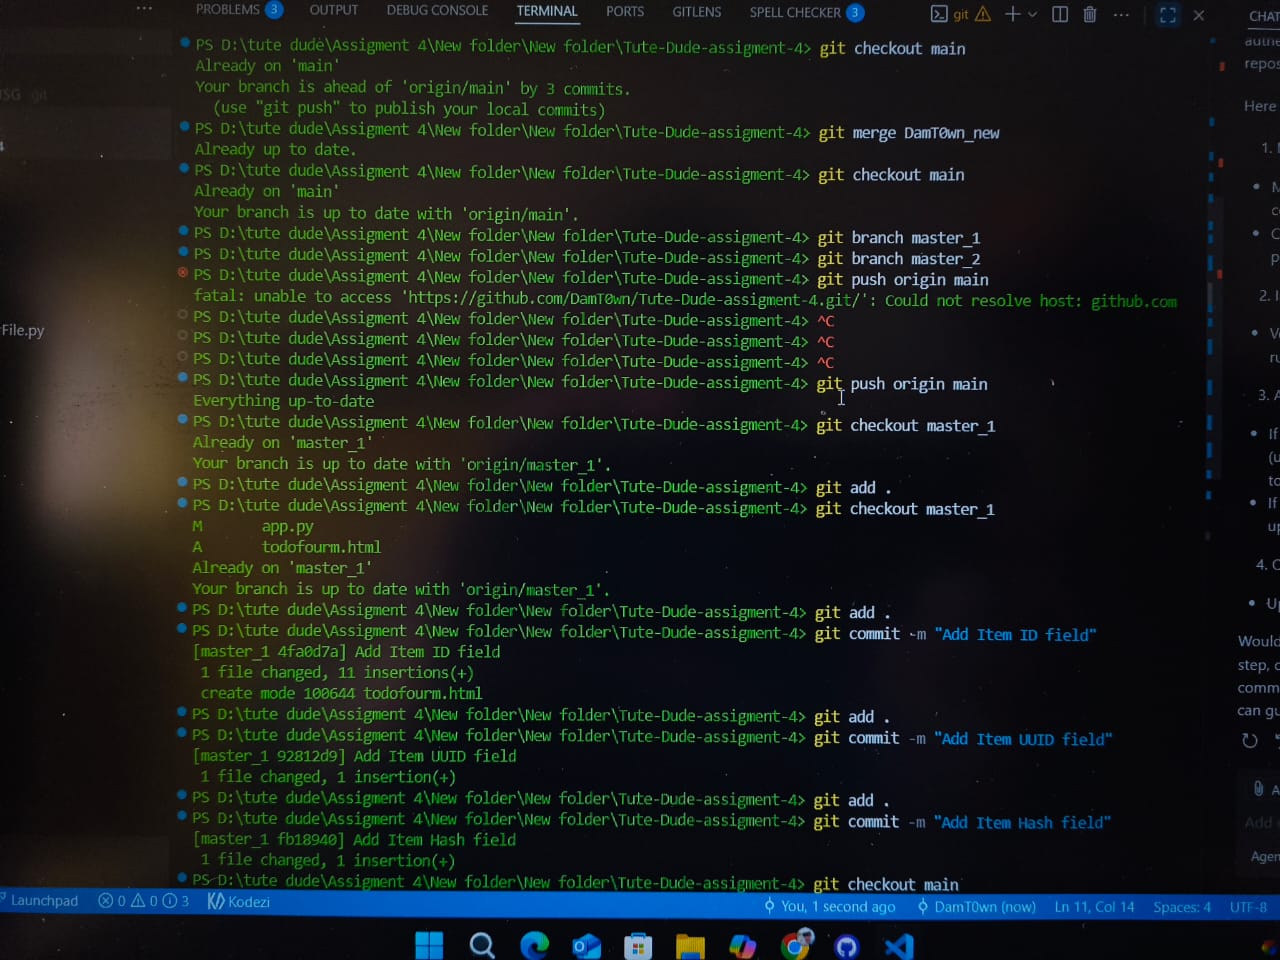 PROBLEMS 3 OUTPUT DEBUG CONSOLE TERMINAL PORTS GITLENS SPELL CHECKER 3 git CHAT
PS D:\tute dude\Assigment 4\New folder\New folder\Tute-Dude-assigment-4> git checkout main
Already on 'main'
Your branch is ahead of 'origin/main' by 3 commits.
(use "git push" to publish your local commits)
PS D:\tute dude\Assigment 4\New folder\New folder\Tute-Dude-assigment-4> git merge DamT0wn_new
Already up to date.
PS D:\tute dude\Assigment 4\New folder\New folder\Tute-Dude-assigment-4> git checkout main
Already on 'main'
Your branch is up to date with 'origin/main'.
PS D:\tute dude\Assigment 4\New folder\New folder\Tute-Dude-assigment-4> git branch master_1
PS D:\tute dude\Assigment 4\New folder\New folder\Tute-Dude-assigment-4> git branch master_2
PS D:\tute dude\Assigment 4\New folder\New folder\Tute-Dude-assigment-4> git push origin main
fatal: unable to access 'https://github.com/DamT0wn/Tute-Dude-assigment-4.git/': Could not resolve host: github.com
PS D:\tute dude\Assigment 4\New folder\New folder\Tute-Dude-assigment-4> ^C
PS D:\tute dude\Assigment 4\New folder\New folder\Tute-Dude-assigment-4> ^C
PS D:\tute dude\Assigment 4\New folder\New folder\Tute-Dude-assigment-4> ^C
PS D:\tute dude\Assigment 4\New folder\New folder\Tute-Dude-assigment-4> git push origin main
Everything up-to-date
PS D:\tute dude\Assigment 4\New folder\New folder\Tute-Dude-assigment-4> git checkout master_1
Already on 'master_1'
Your branch is up to date with 'origin/master_1'.
PS D:\tute dude\Assigment 4\New folder\New folder\Tute-Dude-assigment-4> git add .
PS D:\tute dude\Assigment 4\New folder\New folder\Tute-Dude-assigment-4> git checkout master_1
M app.py
A todofourm.html
Already on 'master_1'
Your branch is up to date with 'origin/master_1'.
PS D:\tute dude\Assigment 4\New folder\New folder\Tute-Dude-assigment-4> git add .
PS D:\tute dude\Assigment 4\New folder\New folder\Tute-Dude-assigment-4> git commit -m "Add Item ID field"
[master_1 4fa0d7a] Add Item ID field
1 file changed, 11 insertions(+)
create mode 100644 todofourm.html
PS D:\tute dude\Assigment 4\New folder\New folder\Tute-Dude-assigment-4> git add .
PS D:\tute dude\Assigment 4\New folder\New folder\Tute-Dude-assigment-4> git commit -m "Add Item UUID field"
[master_1 92812d9] Add Item UUID field
1 file changed, 1 insertion(+)
PS D:\tute dude\Assigment 4\New folder\New folder\Tute-Dude-assigment-4> git add .
PS D:\tute dude\Assigment 4\New folder\New folder\Tute-Dude-assigment-4> git commit -m "Add Item Hash field"
[master_1 fb18940] Add Item Hash field
1 file changed, 1 insertion(+)
PS D:\tute dude\Assigment 4\New folder\New folder\Tute-Dude-assigment-4> git checkout main
File.py
Here
1.
2.
3.
If
If
4.
Would
step,
Launchpad 0 0 3 Kodezi You, 1 second ago DamT0wn (now) Ln 11, Col 14 Spaces: 4 UTF-8